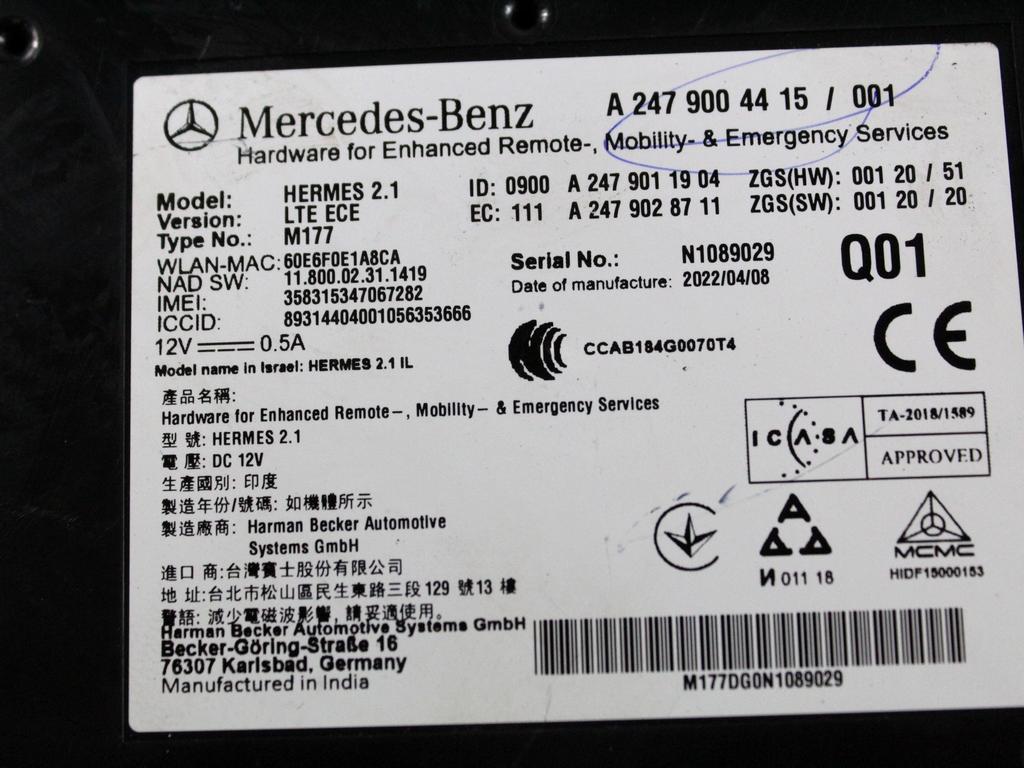 Mercedes-Benz A 247 900 44 15 / 001
Hardware for Enhanced Remote-, Mobility- & Emergency Services
Model: HERMES 2.1 ID: 0900 A 247 901 19 04 ZGS(HW): 001 20 / 51
Version: LTE ECE EC: 111 A 247 902 87 11 ZGS(SW): 001 20 / 20
Type No.: M177
WLAN-MAC: 60E6F0E1A8CA Serial No.: N1089029 Q01
NAD SW: 11.800.02.31.1419 Date of manufacture: 2022/04/08
IMEI: 358315347067282
ICCID: 89314404001056353666
12V 0.5A CCAB184G0070T4 CE
Model name in Israel: HERMES 2.1 IL
產品名稱:
Hardware for Enhanced Remote-, Mobility- & Emergency Services
型 號: HERMES 2.1
電 壓: DC 12V
生產國別: 印度
製造年份/號碼: 如機體所示
製造廠商: Harman Becker Automotive
Systems GmbH
進口 商:台灣賓士股份有限公司
地 址:台北市松山區民生東路三段129 號13 樓
警語: 減少電磁波影響, 請妥適使用。
Harman Becker Automotive Systems GmbH
Becker-Göring-Straße 16
76307 Karlsbad, Germany
Manufactured in India
ICASA TA-2018/1589
APPROVED
И 011 18
MCMC
HIDF15000153
M177DG0N1089029